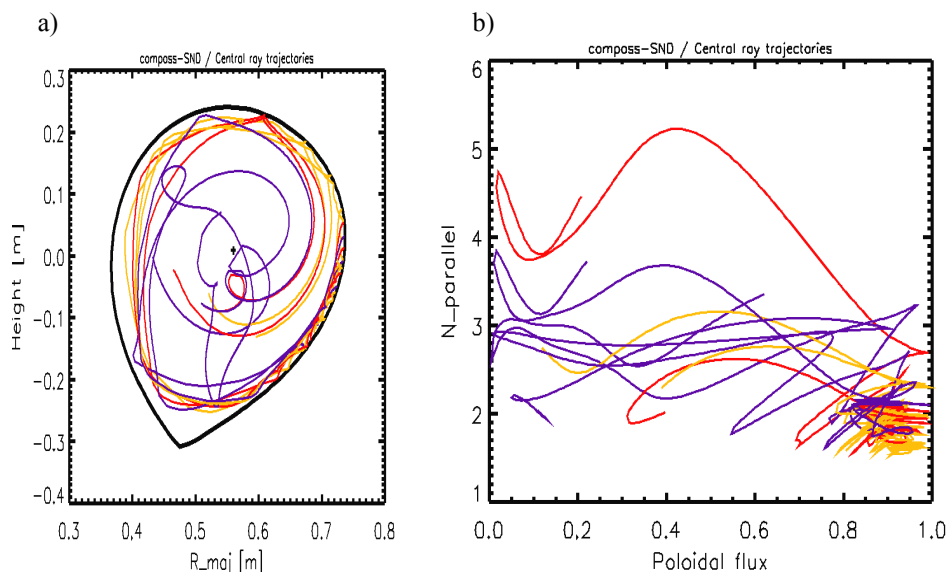 a)
compass-SND / Central ray trajectories
0.3
0.2
0.1
0.0
-0.1
-0.2
-0.3
-0.4
Height [m]
0.3 0.4 0.5 0.6 0.7 0.8
R_maj [m]
b)
compass-SND / Central ray trajectories
6
5
4
3
2
1
N_parallel
0.0 0.2 0.4 0.6 0.8 1.0
Poloidal flux